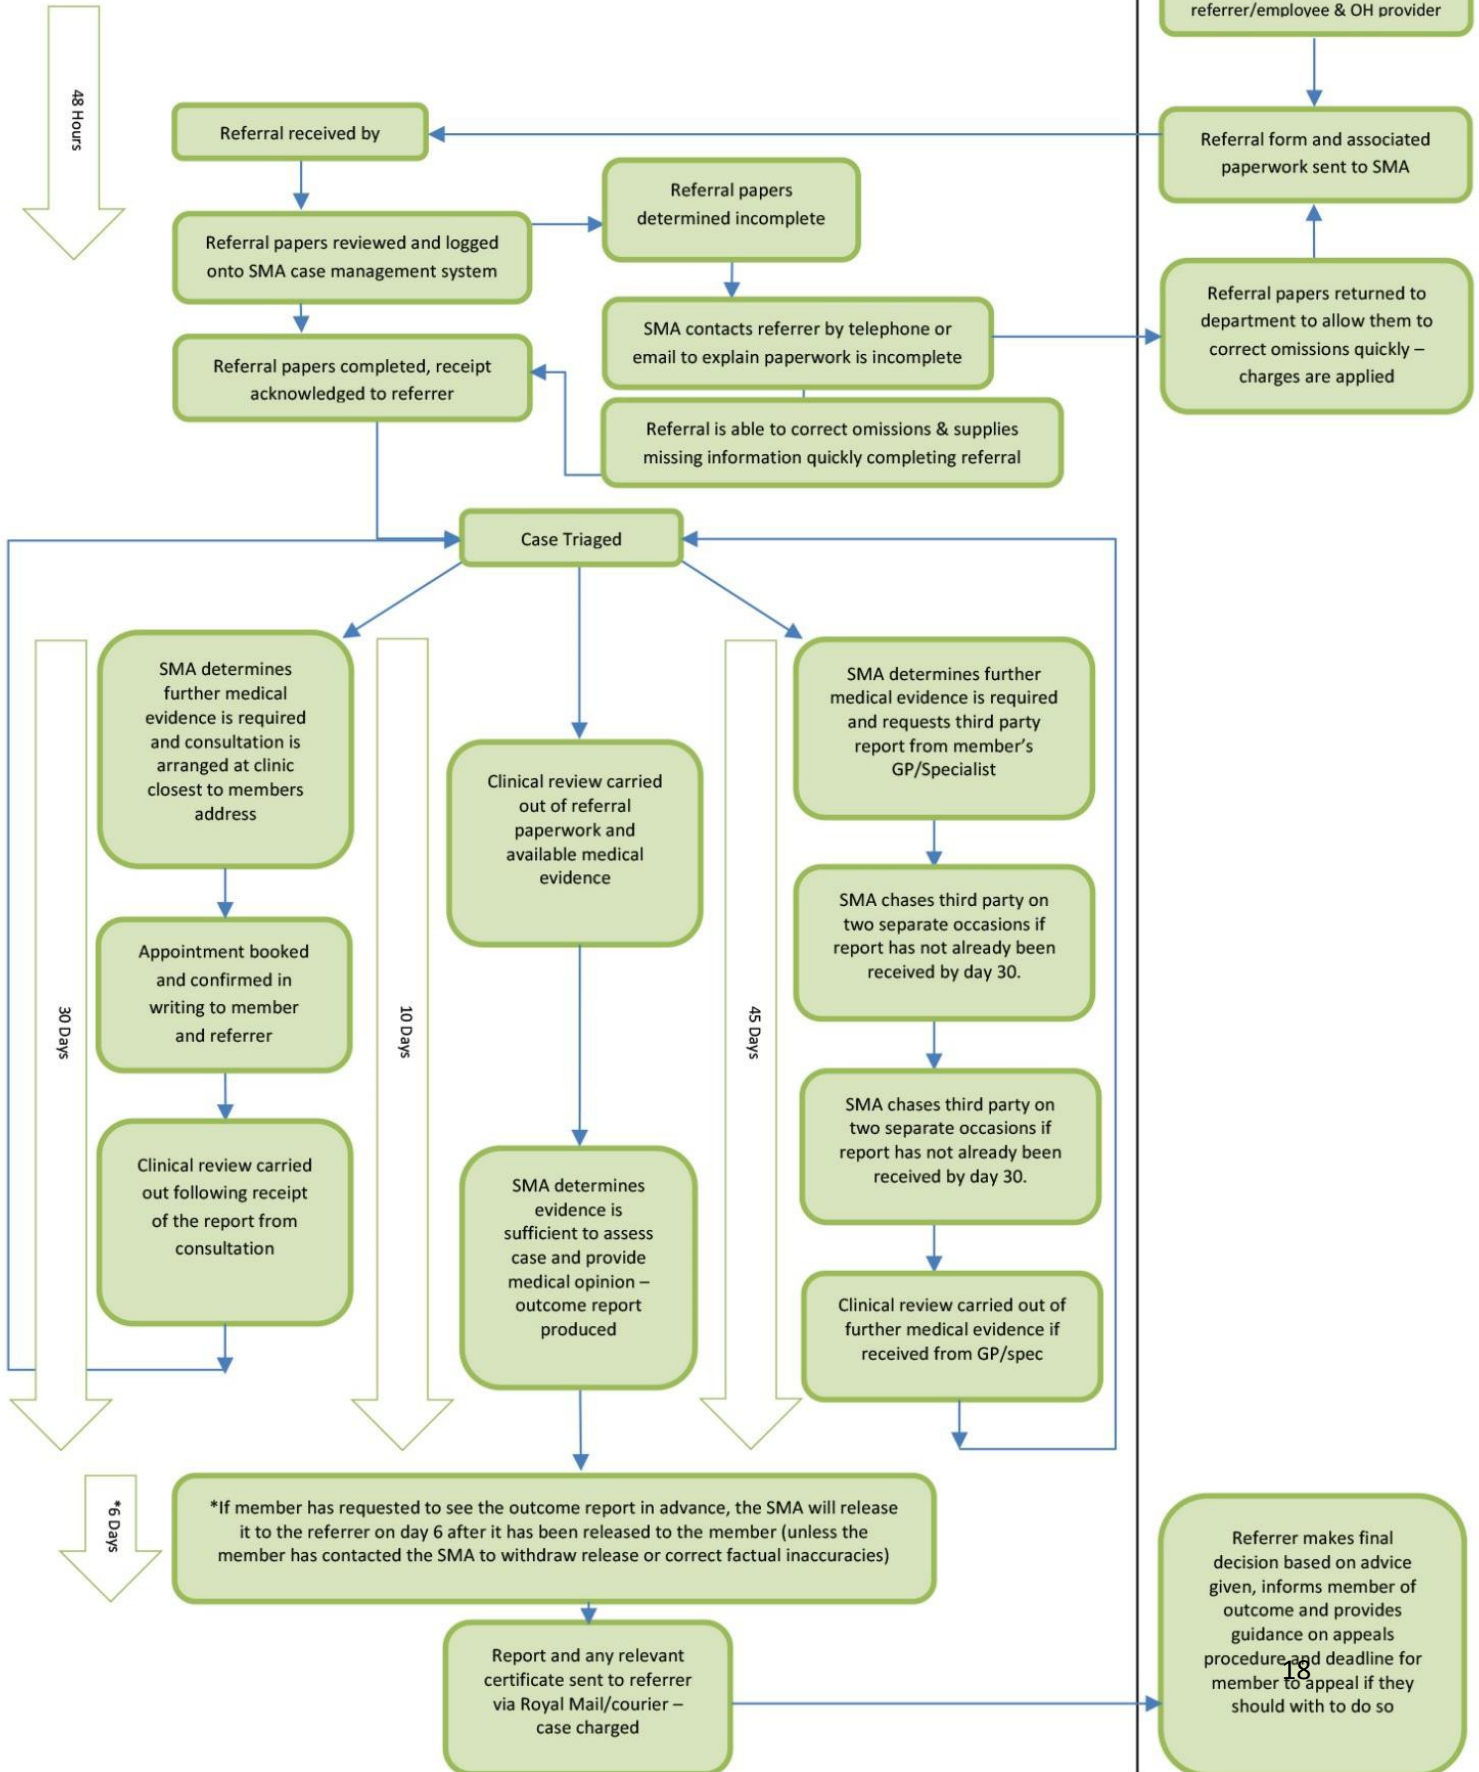 referrer/employee & OH provider
48 Hours
Referral received by
Referral form and associated
paperwork sent to SMA
Referral papers
determined incomplete
Referral papers reviewed and logged
onto SMA case management system
Referral papers returned to
department to allow them to
correct omissions quickly –
charges are applied
SMA contacts referrer by telephone or
email to explain paperwork is incomplete
Referral papers completed, receipt
acknowledged to referrer
Referral is able to correct omissions & supplies
missing information quickly completing referral
Case Triaged
30 Days
SMA determines
further medical
evidence is required
and consultation is
arranged at clinic
closest to members
address
Appointment booked
and confirmed in
writing to member
and referrer
Clinical review carried
out following receipt
of the report from
consultation
10 Days
Clinical review carried
out of referral
paperwork and
available medical
evidence
SMA determines
evidence is
sufficient to assess
case and provide
medical opinion –
outcome report
produced
45 Days
SMA determines further
medical evidence is required
and requests third party
report from member’s
GP/Specialist
SMA chases third party on
two separate occasions if
report has not already been
received by day 30.
SMA chases third party on
two separate occasions if
report has not already been
received by day 30.
Clinical review carried out of
further medical evidence if
received from GP/spec
*6 Days
*If member has requested to see the outcome report in advance, the SMA will release
it to the referrer on day 6 after it has been released to the member (unless the
member has contacted the SMA to withdraw release or correct factual inaccuracies)
Report and any relevant
certificate sent to referrer
via Royal Mail/courier –
case charged
Referrer makes final
decision based on advice
given, informs member of
outcome and provides
guidance on appeals
procedure and deadline for
member to appeal if they
should with to do so
18